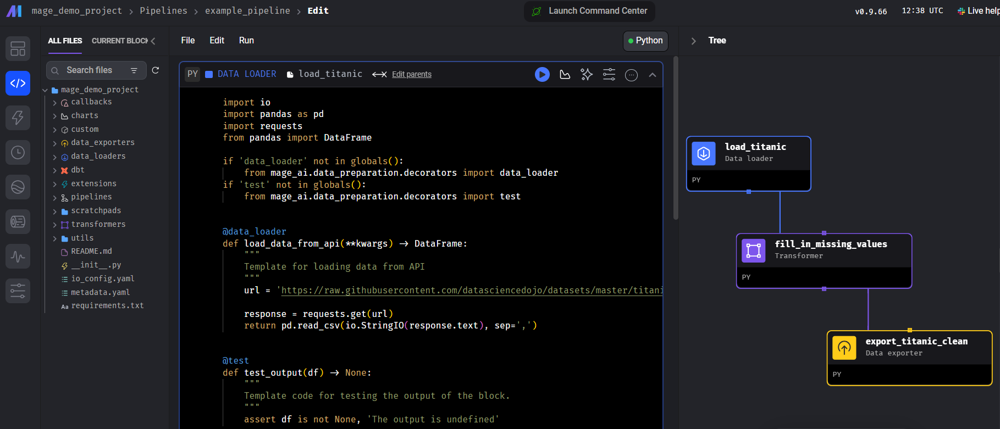 mage_demo_project > Pipelines > example_pipeline > Edit
Launch Command Center
v0.9.66
12:38 UTC
Live help
ALL FILES
CURRENT BLOCK
Search files
mage_demo_project
callbacks
charts
custom
data_exporters
data_loaders
dbt
extensions
pipelines
scratchpads
transformers
utils
README.md
__init__.py
io_config.yaml
metadata.yaml
Aa requirements.txt
File Edit Run
Python
PY DATA LOADER load_titanic Edit parents
import io
import pandas as pd
import requests
from pandas import DataFrame
if 'data_loader' not in globals():
    from mage_ai.data_preparation.decorators import data_loader
if 'test' not in globals():
    from mage_ai.data_preparation.decorators import test
@data_loader
def load_data_from_api(**kwargs) -> DataFrame:
    """
    Template for loading data from API
    """
    url = 'https://raw.githubusercontent.com/datasciencedojo/datasets/master/titani
    response = requests.get(url)
    return pd.read_csv(io.StringIO(response.text), sep=',')
@test
def test_output(df) -> None:
    """
    Template code for testing the output of the block.
    """
    assert df is not None, 'The output is undefined'
Tree
load_titanic
Data loader
PY
fill_in_missing_values
Transformer
PY
export_titanic_clean
Data exporter
PY